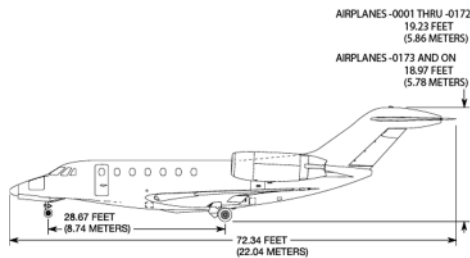 AIRPLANES -0001 THRU -0172
19.23 FEET
(5.86 METERS)
AIRPLANES -0173 AND ON
18.97 FEET
(5.78 METERS)
28.67 FEET
(8.74 METERS)
72.34 FEET
(22.04 METERS)